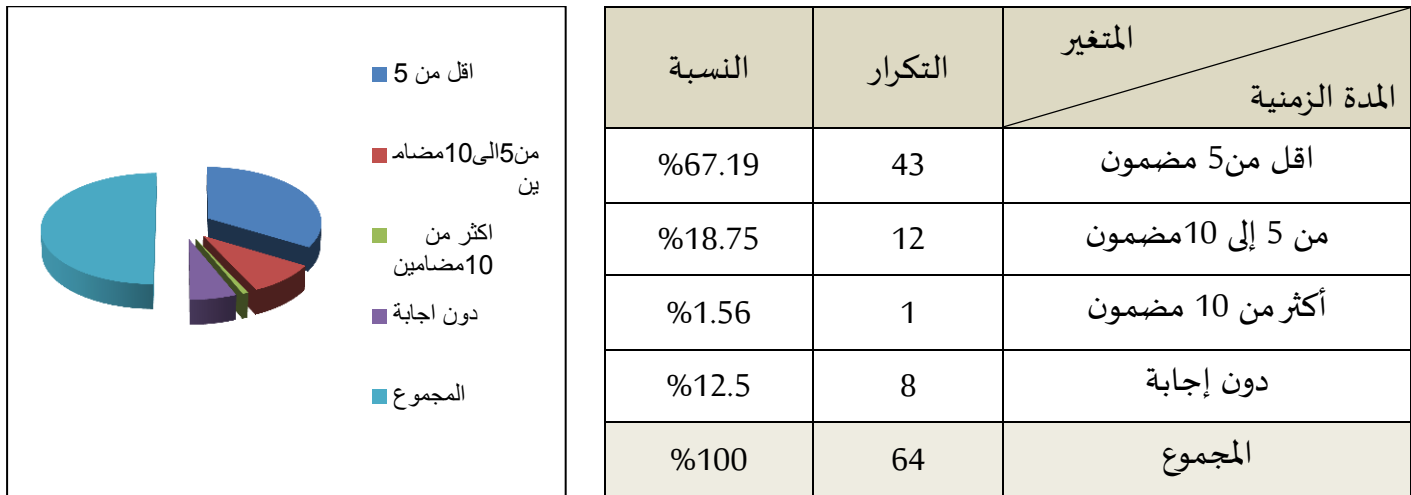 اقل من 5
من5الى10مضام
ين
اكثر من
10مضامين
دون اجابة
المجموع
المتغير التكرار النسبة
المدة الزمنية
اقل من5 مضمون 43 %67.19
من 5 إلى 10مضمون 12 %18.75
أكثر من 10 مضمون 1 %1.56
دون إجابة 8 %12.5
المجموع 64 %100